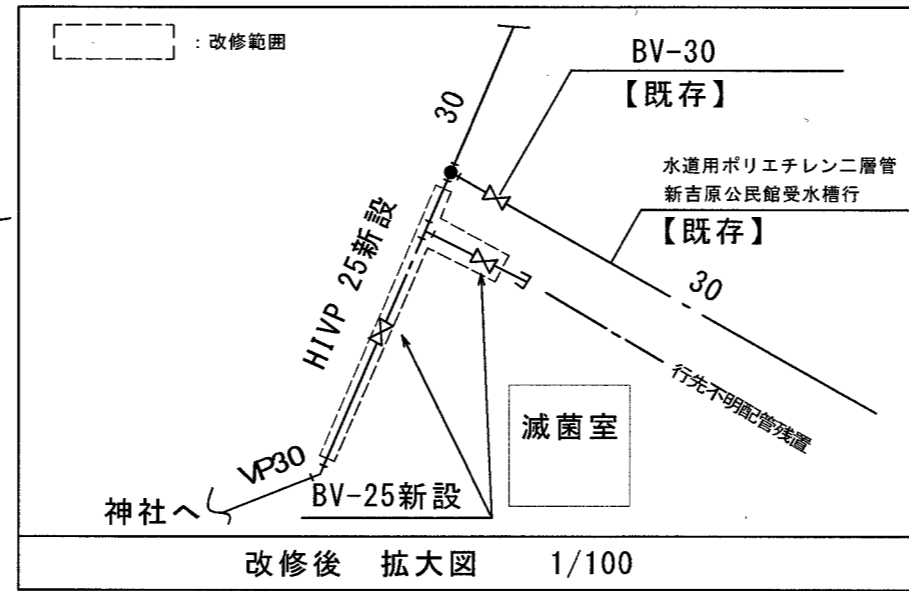 ：改修範囲
BV-30
【既存】
30
水道用ポリエチレン二層管
新吉原公民館受水槽行
【既存】
HIVP 25新設
30
行先不明配管残置
滅菌室
VP30
BV-25新設
神社へ
改修後 拡大図 1/100